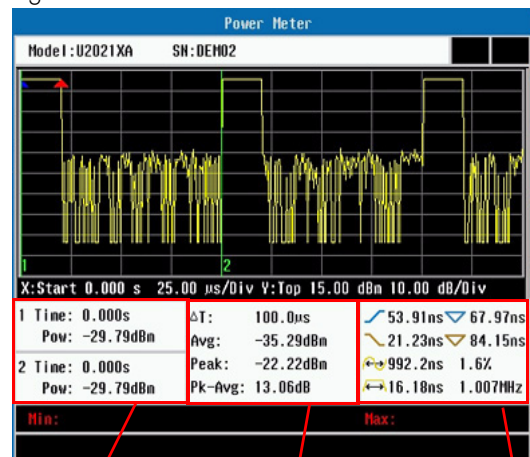 Power Meter
Model:U2021XA SN:DEMO2
1 2
X:Start 0.000 s 25.00 µs/Div Y:Top 15.00 dBm 10.00 dB/Div
1 Time: 0.000s
Pow: -29.79dBm
2 Time: 0.000s
Pow: -29.79dBm
ΔT: 100.0µs
Avg: -35.29dBm
Peak: -22.22dBm
Pk-Avg: 13.06dB
53.91ns 67.97ns
21.23ns 84.15ns
992.2ns 1.6%
16.18ns 1.007MHz
Min: Max: